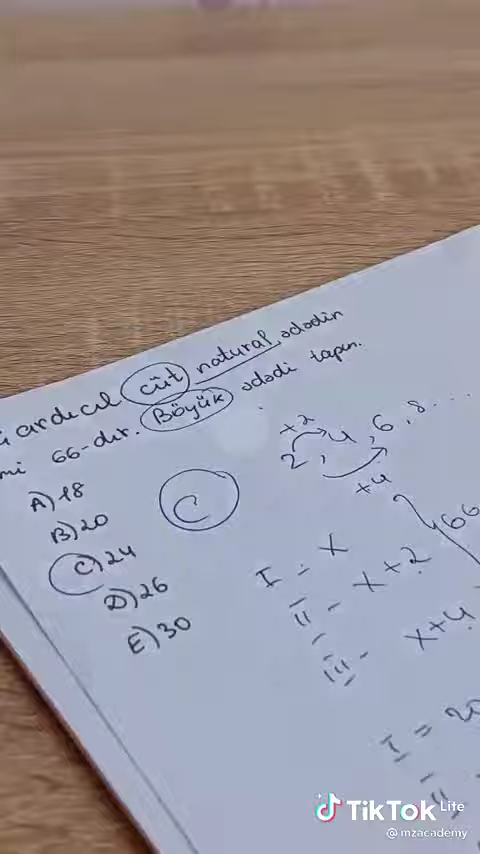 ardıcıl cüt natural ədədin
66-dır. Böyük ədədi tapın.
A) 18
B) 20
C) 24
D) 26
E) 30
C
+2
2, 4, 6, 8...
+4
66
I - x
II - x+2
III - x+4
I = 20
II
TikTok Lite
@mzacademy